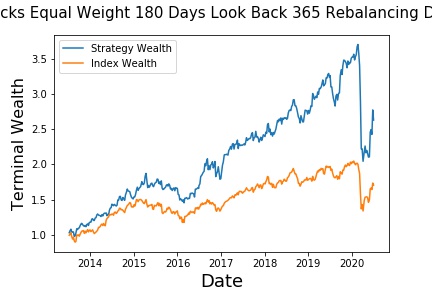 cks Equal Weight 180 Days Look Back 365 Rebalancing D
Strategy Wealth
Index Wealth
Terminal Wealth
3.5
3.0
2.5
2.0
1.5
1.0
2014 2015 2016 2017 2018 2019 2020
Date